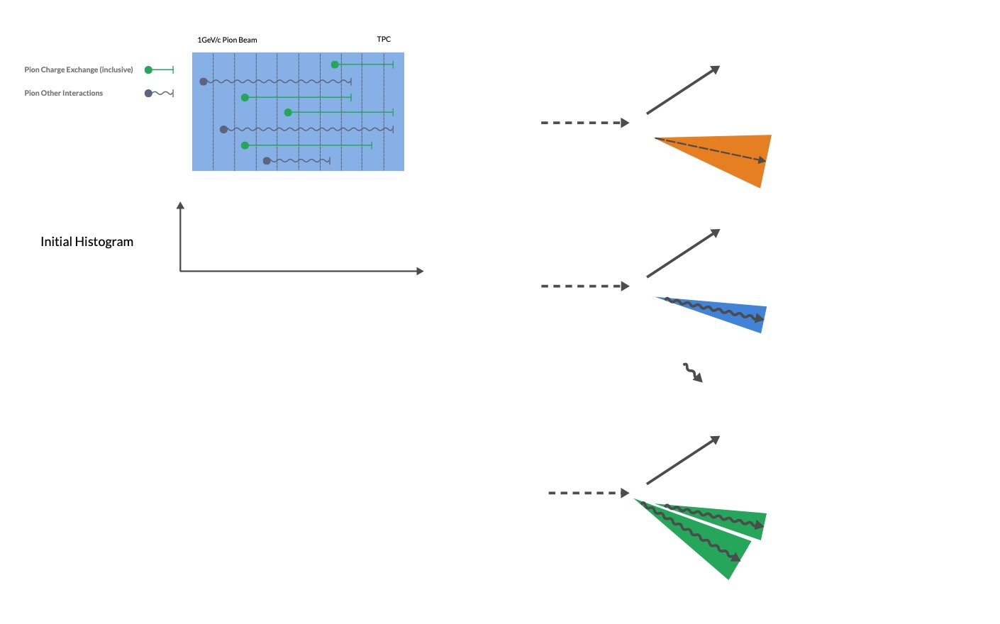 1GeV/c Pion Beam
TPC
Pion Charge Exchange (inclusive)
Pion Other Interactions
Initial Histogram